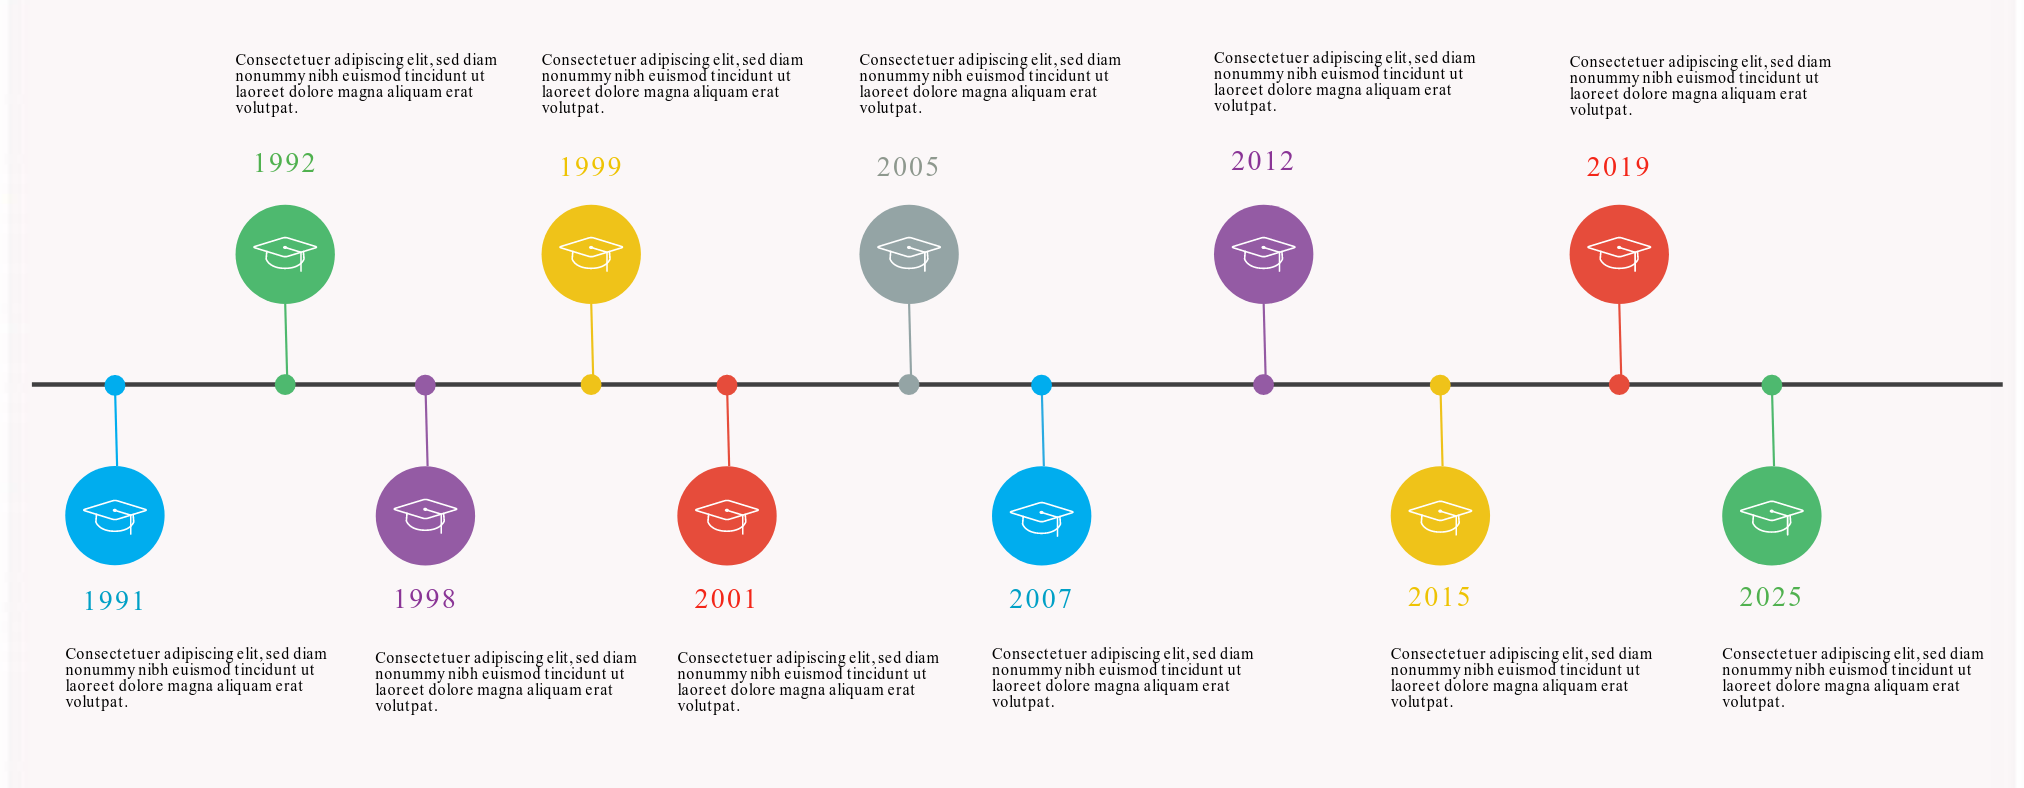 Consectetuer adipiscing elit, sed diam
nonummy nibh euismod tincidunt ut
laoreet dolore magna aliquam erat
volutpat.
1992
Consectetuer adipiscing elit, sed diam
nonummy nibh euismod tincidunt ut
laoreet dolore magna aliquam erat
volutpat.
1999
Consectetuer adipiscing elit, sed diam
nonummy nibh euismod tincidunt ut
laoreet dolore magna aliquam erat
volutpat.
2005
Consectetuer adipiscing elit, sed diam
nonummy nibh euismod tincidunt ut
laoreet dolore magna aliquam erat
volutpat.
2012
Consectetuer adipiscing elit, sed diam
nonummy nibh euismod tincidunt ut
laoreet dolore magna aliquam erat
volutpat.
2019
1991
Consectetuer adipiscing elit, sed diam
nonummy nibh euismod tincidunt ut
laoreet dolore magna aliquam erat
volutpat.
1998
Consectetuer adipiscing elit, sed diam
nonummy nibh euismod tincidunt ut
laoreet dolore magna aliquam erat
volutpat.
2001
Consectetuer adipiscing elit, sed diam
nonummy nibh euismod tincidunt ut
laoreet dolore magna aliquam erat
volutpat.
2007
Consectetuer adipiscing elit, sed diam
nonummy nibh euismod tincidunt ut
laoreet dolore magna aliquam erat
volutpat.
2015
Consectetuer adipiscing elit, sed diam
nonummy nibh euismod tincidunt ut
laoreet dolore magna aliquam erat
volutpat.
2025
Consectetuer adipiscing elit, sed diam
nonummy nibh euismod tincidunt ut
laoreet dolore magna aliquam erat
volutpat.